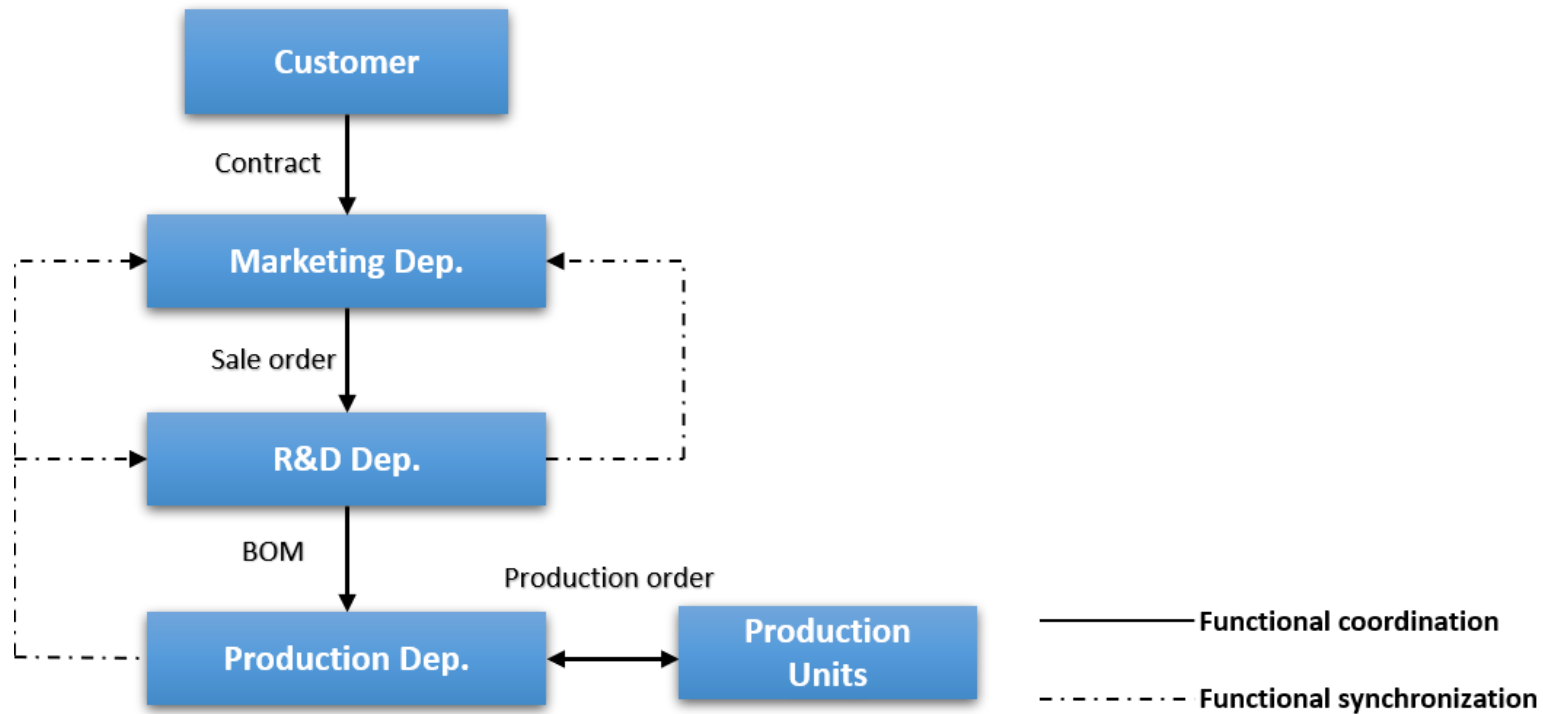 Customer
Contract
Marketing Dep.
Sale order
R&D Dep.
BOM
Production order
Production Dep.
Production
Units
Functional coordination
Functional synchronization